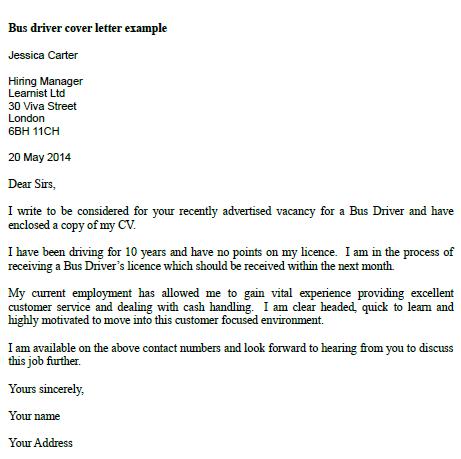 Bus driver cover letter example
Jessica Carter
Hiring Manager
Learnist Ltd
30 Viva Street
London
6BH 11CH
20 May 2014
Dear Sirs,
I write to be considered for your recently advertised vacancy for a Bus Driver and have
enclosed a copy of my CV.
I have been driving for 10 years and have no points on my licence. I am in the process of
receiving a Bus Driver's licence which should be received within the next month.
My current employment has allowed me to gain vital experience providing excellent
customer service and dealing with cash handling. I am clear headed, quick to learn and
highly motivated to move into this customer focused environment.
I am available on the above contact numbers and look forward to hearing from you to discuss
this job further.
Yours sincerely,
Your name
Your Address